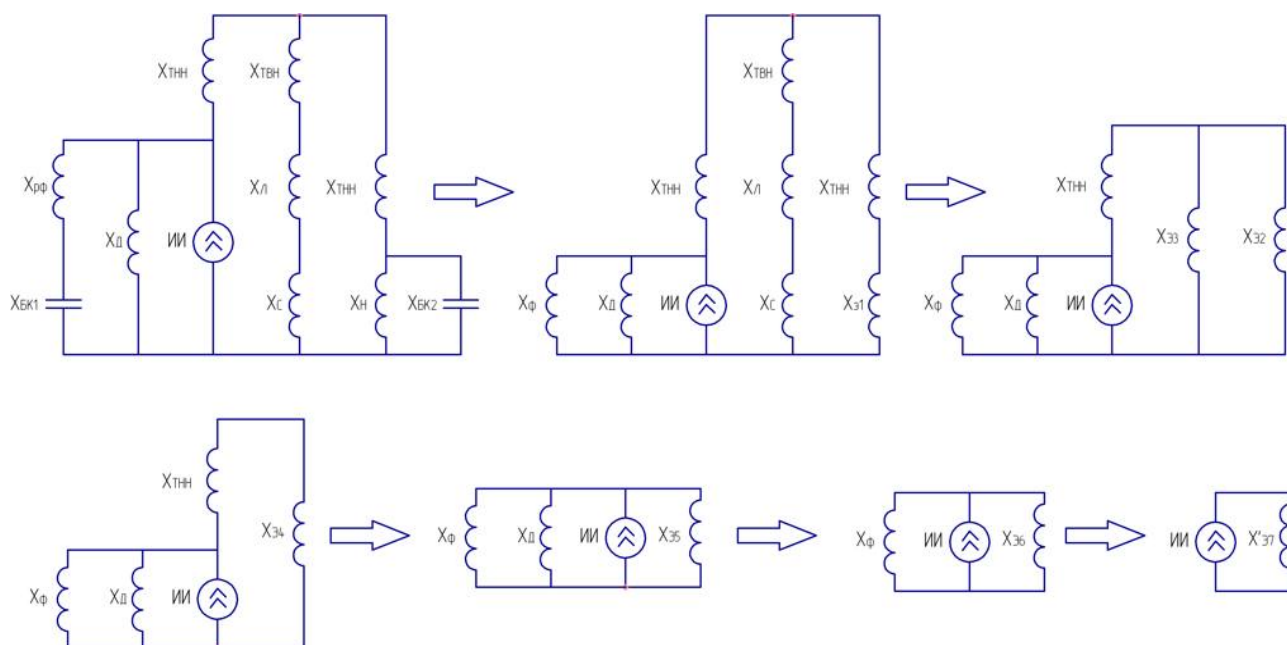 XТНН XТВН
Xрф XЛ XТНН
XД ИИ
XБК1 XС XН XБК2
XТВН
XТНН XЛ XТНН
Xф XД ИИ XС Xэ1
XТНН
XЭ3 XЭ2
Xф XД ИИ
XТНН
XЭ4
Xф XД ИИ
Xф XД ИИ XЭ5
Xф ИИ XЭ6
ИИ X"Э7